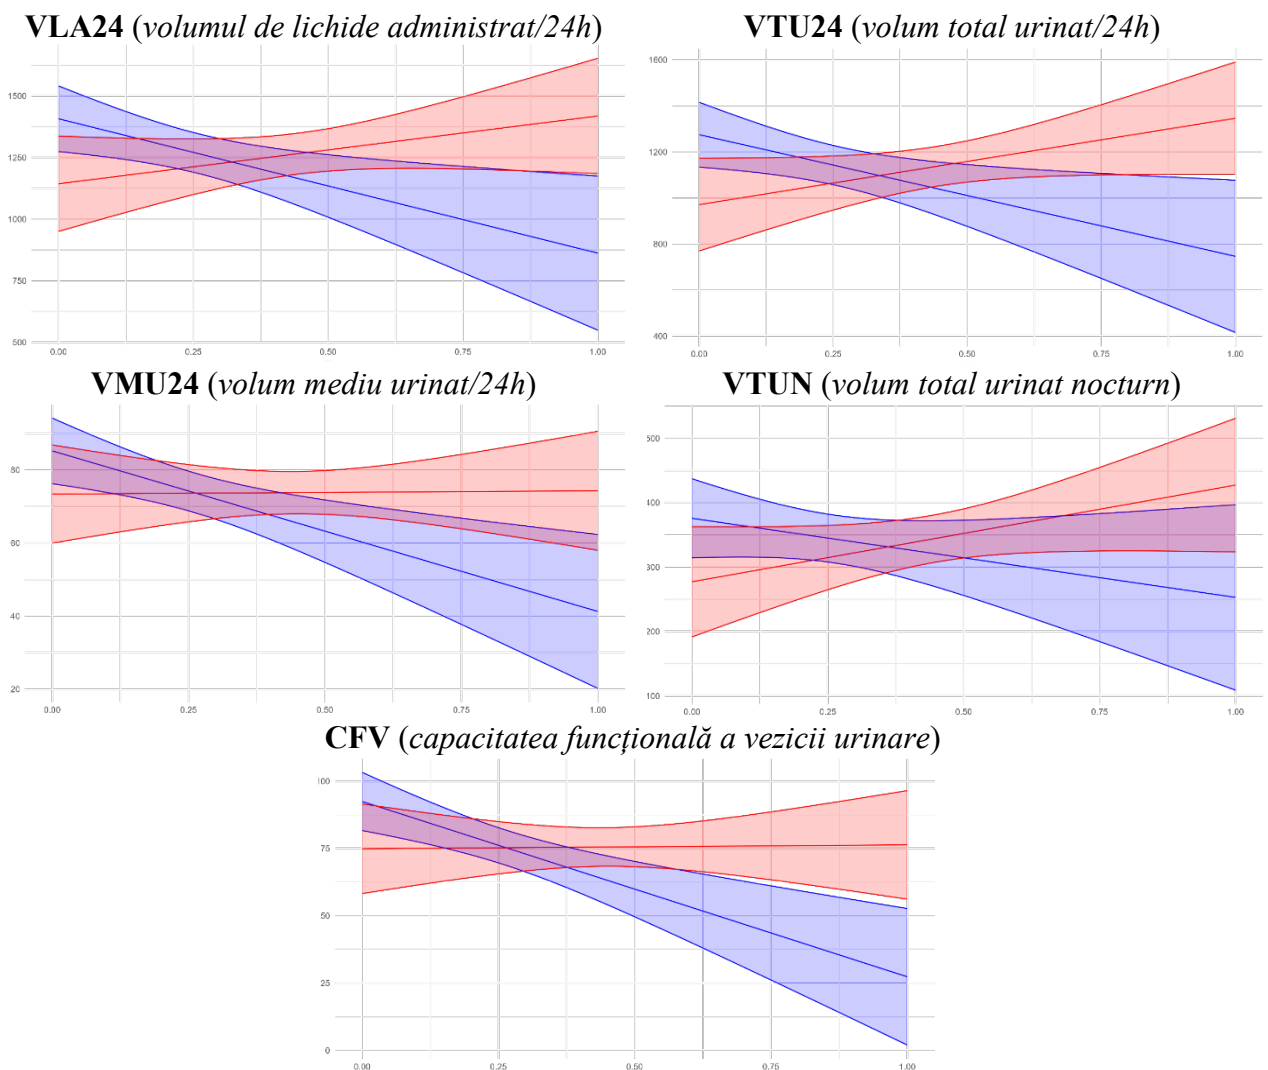 VLA24 (volumul de lichide administrat/24h) VTU24 (volum total urinat/24h)
1500
1250
1000
750
500
0.00 0.25 0.50 0.75 1.00
1600
1200
800
400
0.00 0.25 0.50 0.75 1.00
VMU24 (volum mediu urinat/24h) VTUN (volum total urinat nocturn)
80
60
40
20
0.00 0.25 0.50 0.75 1.00
500
400
300
200
100
0.00 0.25 0.50 0.75 1.00
CFV (capacitatea funcțională a vezicii urinare)
100
75
50
25
0
0.00 0.25 0.50 0.75 1.00